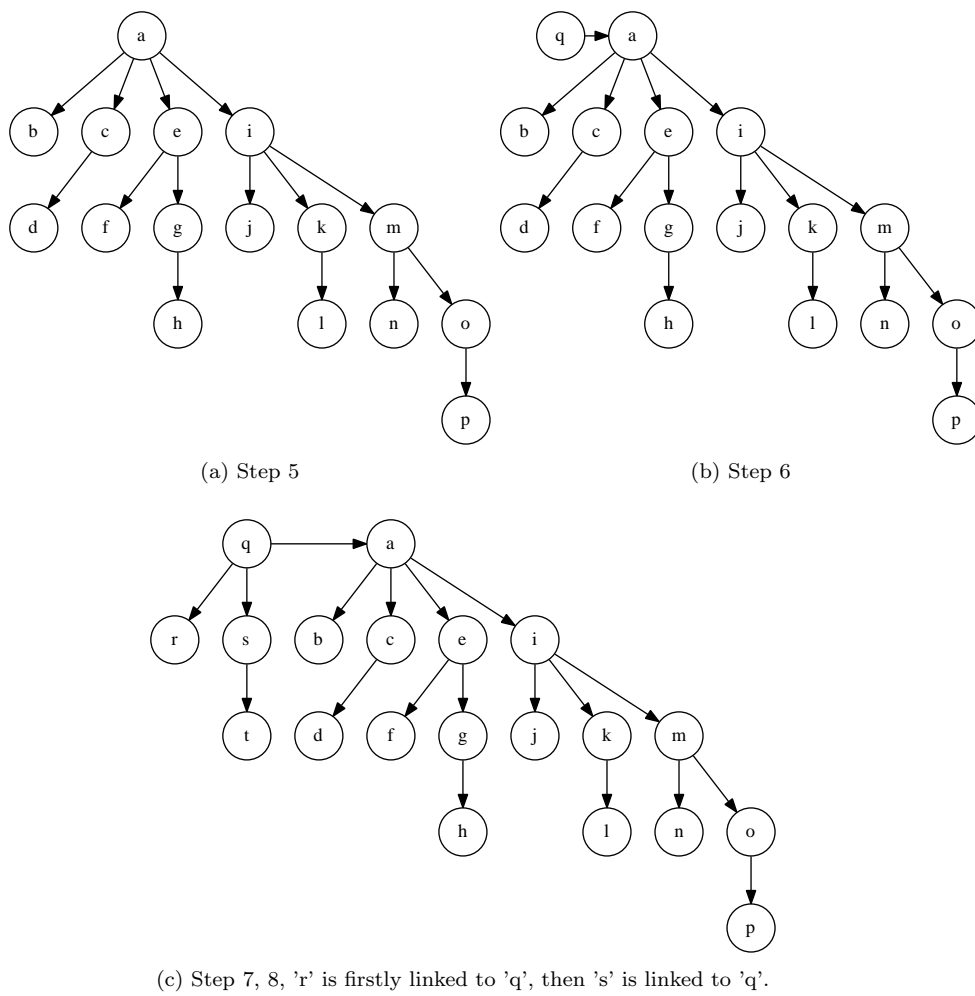 a
b c e i
d f g j k m
h l n o
p
(a) Step 5
q a
b c e i
d f g j k m
h l n o
p
(b) Step 6
q a
r s b c e i
t d f g j k m
h l n o
p
(c) Step 7, 8, ’r’ is firstly linked to ’q’, then ’s’ is linked to ’q’.